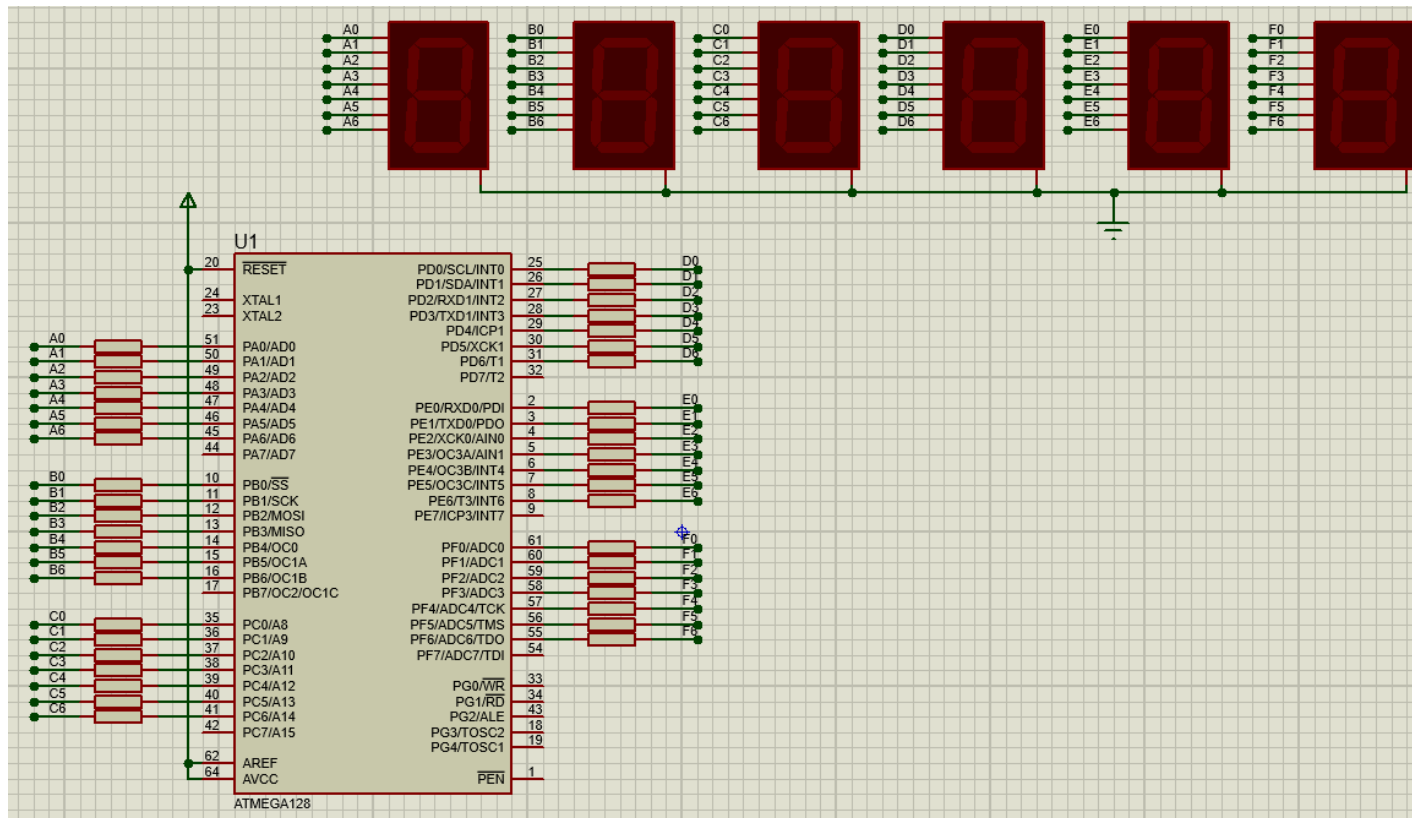 A0 B0 C0 D0 E0 F0
A1 B1 C1 D1 E1 F1
A2 B2 C2 D2 E2 F2
A3 B3 C3 D3 E3 F3
A4 B4 C4 D4 E4 F4
A5 B5 C5 D5 E5 F5
A6 B6 C6 D6 E6 F6
U1
20 RESET PD0/SCL/INT0 25 D0
PD1/SDA/INT1 26 D1
24 XTAL1 PD2/RXD1/INT2 27 D2
23 XTAL2 PD3/TXD1/INT3 28 D3
PD4/ICP1 29 D4
A0 51 PA0/AD0 PD5/XCK1 30 D5
A1 50 PA1/AD1 PD6/T1 31 D6
A2 49 PA2/AD2 PD7/T2 32
A3 48 PA3/AD3
A4 47 PA4/AD4 PE0/RXD0/PDI 2 E0
A5 46 PA5/AD5 PE1/TXD0/PDO 3 E1
A6 45 PA6/AD6 PE2/XCK0/AIN0 4 E2
44 PA7/AD7 PE3/OC3A/AIN1 5 E3
PE4/OC3B/INT4 6 E4
B0 10 PB0/SS PE5/OC3C/INT5 7 E5
B1 11 PB1/SCK PE6/T3/INT6 8 E6
B2 12 PB2/MOSI PE7/ICP3/INT7 9
B3 13 PB3/MISO
B4 14 PB4/OC0 PF0/ADC0 61 F0
B5 15 PB5/OC1A PF1/ADC1 60 F1
B6 16 PB6/OC1B PF2/ADC2 59 F2
17 PB7/OC2/OC1C PF3/ADC3 58 F3
PF4/ADC4/TCK 57 F4
C0 35 PC0/A8 PF5/ADC5/TMS 56 F5
C1 36 PC1/A9 PF6/ADC6/TDO 55 F6
C2 37 PC2/A10 PF7/ADC7/TDI 54
C3 38 PC3/A11
C4 39 PC4/A12 PG0/WR 33
C5 40 PC5/A13 PG1/RD 34
C6 41 PC6/A14 PG2/ALE 43
42 PC7/A15 PG3/TOSC2 18
PG4/TOSC1 19
62 AREF
64 AVCC PEN 1
ATMEGA128